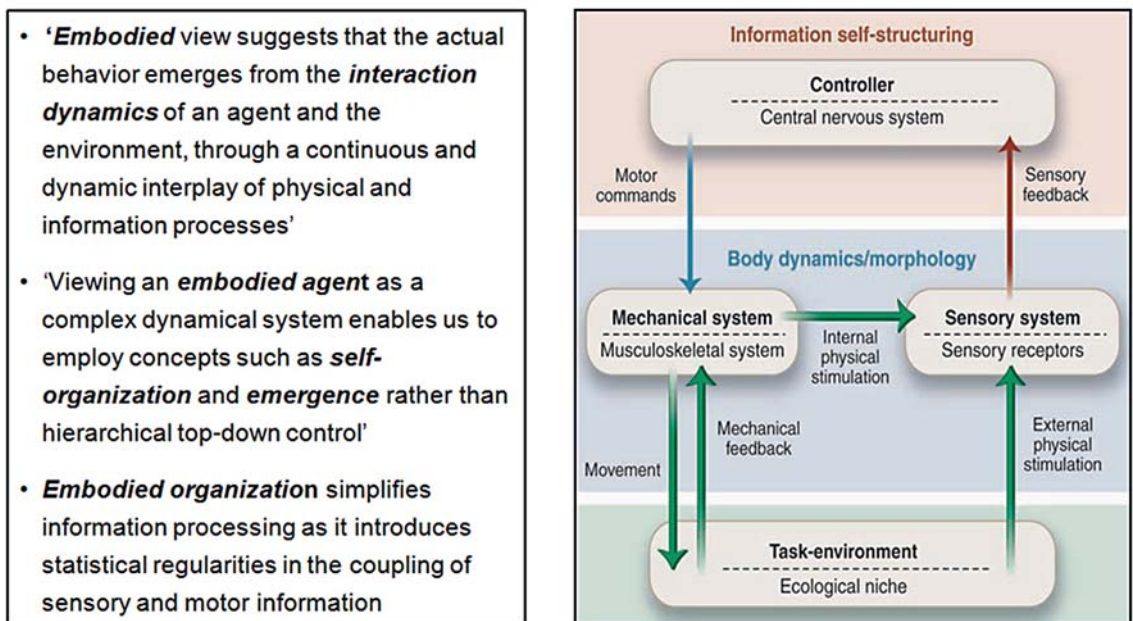 • ‘Embodied view suggests that the actual
behavior emerges from the interaction
dynamics of an agent and the
environment, through a continuous and
dynamic interplay of physical and
information processes’
• ‘Viewing an embodied agent as a
complex dynamical system enables us to
employ concepts such as self-
organization and emergence rather than
hierarchical top-down control’
• Embodied organization simplifies
information processing as it introduces
statistical regularities in the coupling of
sensory and motor information
Information self-structuring
Controller
Central nervous system
Motor
commands
Sensory
feedback
Body dynamics/morphology
Mechanical system
Musculoskeletal system
Internal
physical
stimulation
Sensory system
Sensory receptors
Movement
Mechanical
feedback
External
physical
stimulation
Task-environment
Ecological niche